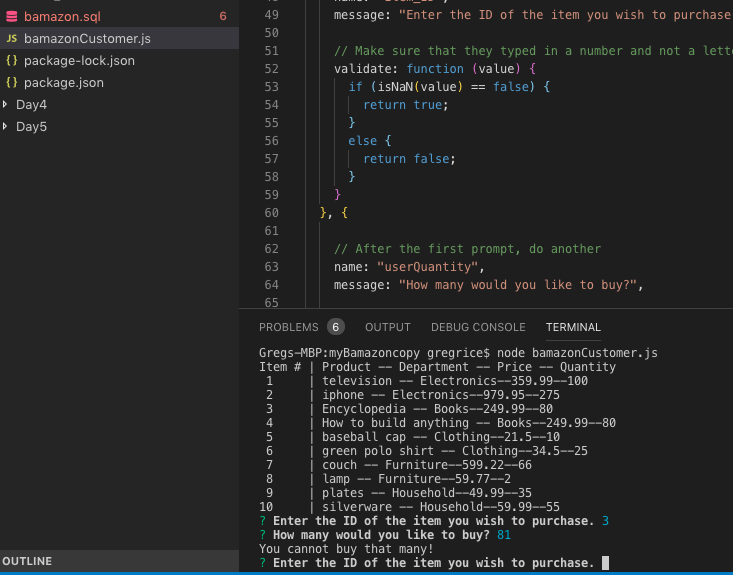 bamazon.sql 6
JS bamazonCustomer.js
{} package-lock.json
{} package.json
Day4
Day5
OUTLINE
49 message: "Enter the ID of the item you wish to purchase
50
51 // Make sure that they typed in a number and not a lett
52 validate: function (value) {
53 if (isNaN(value) == false) {
54 return true;
55 }
56 else {
57 return false;
58 }
59 }
60 }, {
61
62 // After the first prompt, do another
63 name: "userQuantity",
64 message: "How many would you like to buy?",
65
PROBLEMS 6 OUTPUT DEBUG CONSOLE TERMINAL
Gregs-MBP:myBamazoncopy gregrice$ node bamazonCustomer.js
Item # | Product -- Department -- Price -- Quantity
1 | television -- Electronics--359.99--100
2 | iphone -- Electronics--979.95--275
3 | Encyclopedia -- Books--249.99--80
4 | How to build anything -- Books--249.99--80
5 | baseball cap -- Clothing--21.5--10
6 | green polo shirt -- Clothing--34.5--25
7 | couch -- Furniture--599.22--66
8 | lamp -- Furniture--59.77--2
9 | plates -- Household--49.99--35
10 | silverware -- Household--59.99--55
? Enter the ID of the item you wish to purchase. 3
? How many would you like to buy? 81
You cannot buy that many!
? Enter the ID of the item you wish to purchase.